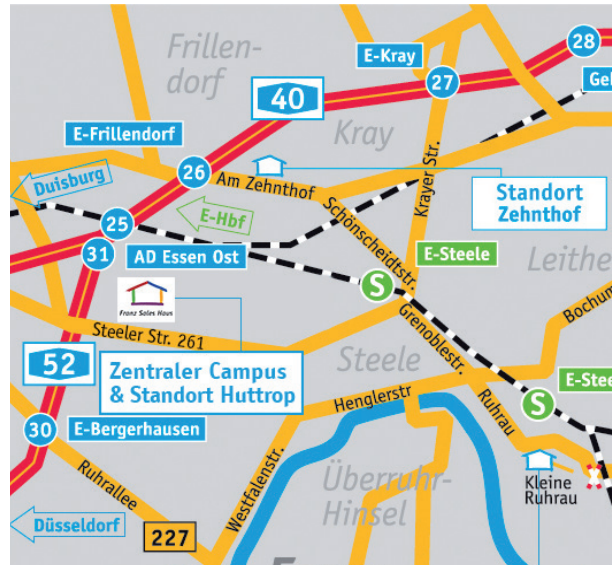 Frillen-
dorf
E-Kray
28
27
40
Gel
E-Frillendorf
Kray
Krayer Str.
26
Am Zehnthof
Duisburg
E-Hbf
Standort
Zehnthof
Schönscheidtstr.
25
31
AD Essen Ost
E-Steele
Leithe
S
Franz Sales Haus
Steeler Str. 261
Grenoblestr.
Bochum
52
Zentraler Campus
& Standort Huttrop
Steele
E-Stee
S
Henglerstr
Ruhrau
30
E-Bergerhausen
Ruhrallee
Westfalenstr.
Überruhr-
Hinsel
Kleine
Ruhrau
Düsseldorf
227